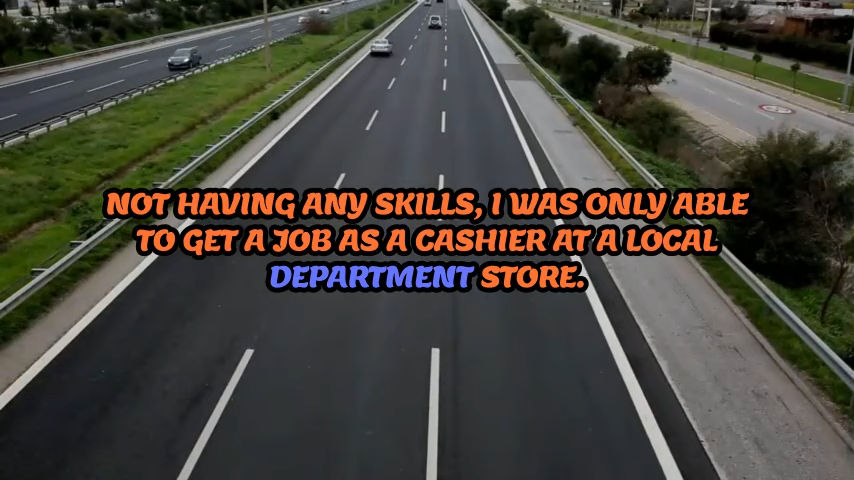 NOT HAVING ANY SKILLS, I WAS ONLY ABLE
TO GET A JOB AS A CASHIER AT A LOCAL
DEPARTMENT STORE.